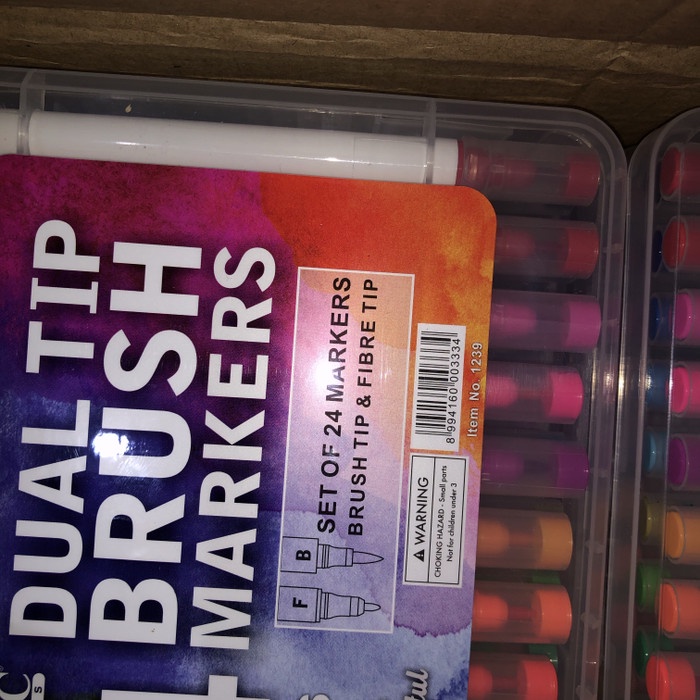 DUAL TIP
BRUSH
MARKERS
SET OF 24 MARKERS
BRUSH TIP & FIBRE TIP
B
F
8 994160 003334
Item No. 1239
WARNING
CHOKING HAZARD - Small parts
Not for children under 3